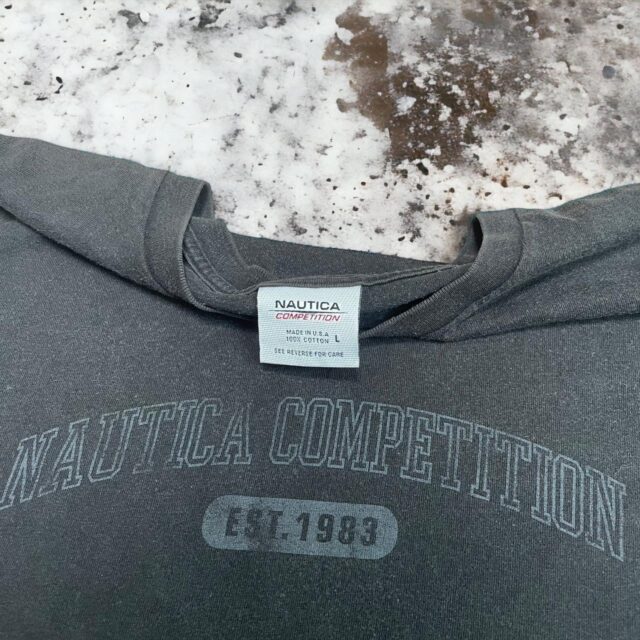 NAUTICA
COMPETITION
MADE IN U.S.A
100% COTTON L
SEE REVERSE FOR CARE
NAUTICA COMPETITION
EST. 1983